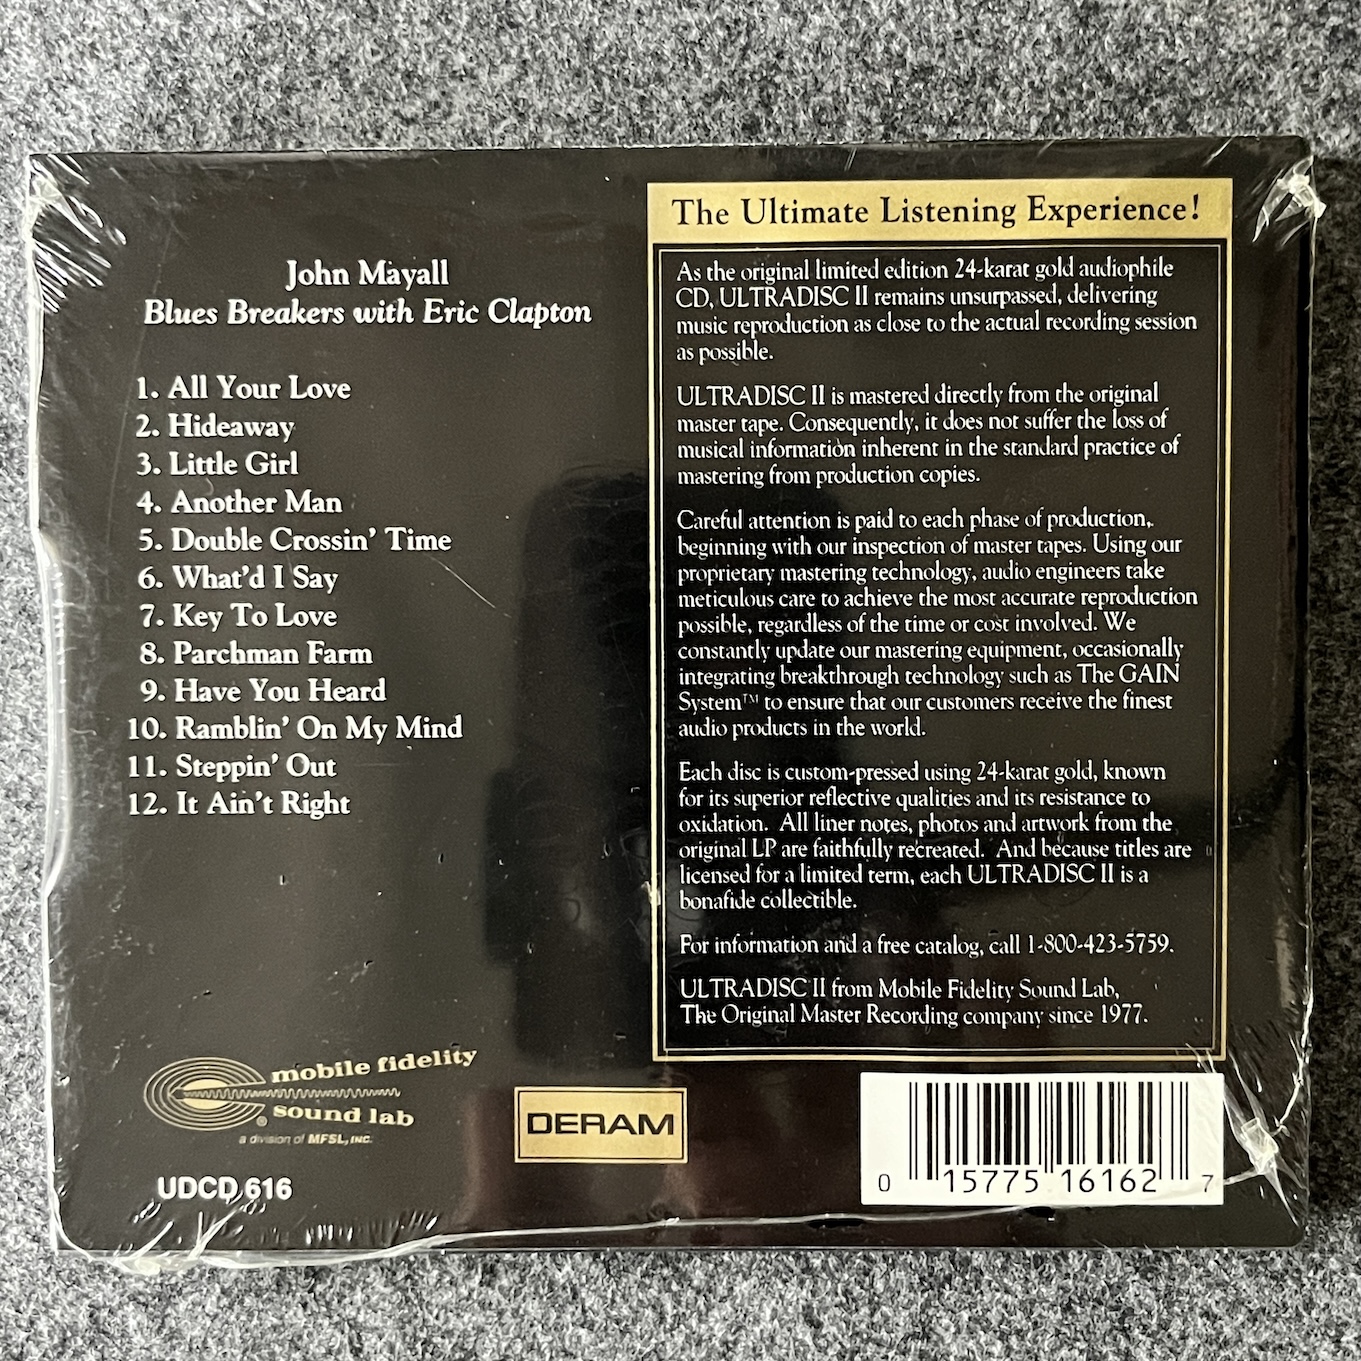 John Mayall
Blues Breakers with Eric Clapton
1. All Your Love
2. Hideaway
3. Little Girl
4. Another Man
5. Double Crossin' Time
6. What'd I Say
7. Key To Love
8. Parchman Farm
9. Have You Heard
10. Ramblin' On My Mind
11. Steppin' Out
12. It Ain't Right
The Ultimate Listening Experience!
As the original limited edition 24-karat gold audiophile
CD, ULTRADISC II remains unsurpassed, delivering
music reproduction as close to the actual recording session
as possible.
ULTRADISC II is mastered directly from the original
master tape. Consequently, it does not suffer the loss of
musical information inherent in the standard practice of
mastering from production copies.
Careful attention is paid to each phase of production,
beginning with our inspection of master tapes. Using our
proprietary mastering technology, audio engineers take
meticulous care to achieve the most accurate reproduction
possible, regardless of the time or cost involved. We
constantly update our mastering equipment, occasionally
integrating breakthrough technology such as The GAIN
System™ to ensure that our customers receive the finest
audio products in the world.
Each disc is custom-pressed using 24-karat gold, known
for its superior reflective qualities and its resistance to
oxidation. All liner notes, photos and artwork from the
original LP are faithfully recreated. And because titles are
licensed for a limited term, each ULTRADISC II is a
bonafide collectible.
For information and a free catalog, call 1-800-423-5759.
ULTRADISC II from Mobile Fidelity Sound Lab,
The Original Master Recording company since 1977.
mobile fidelity
sound lab
®
a division of MFSL, INC.
UDCD 616
DERAM
0 15775 16162 7